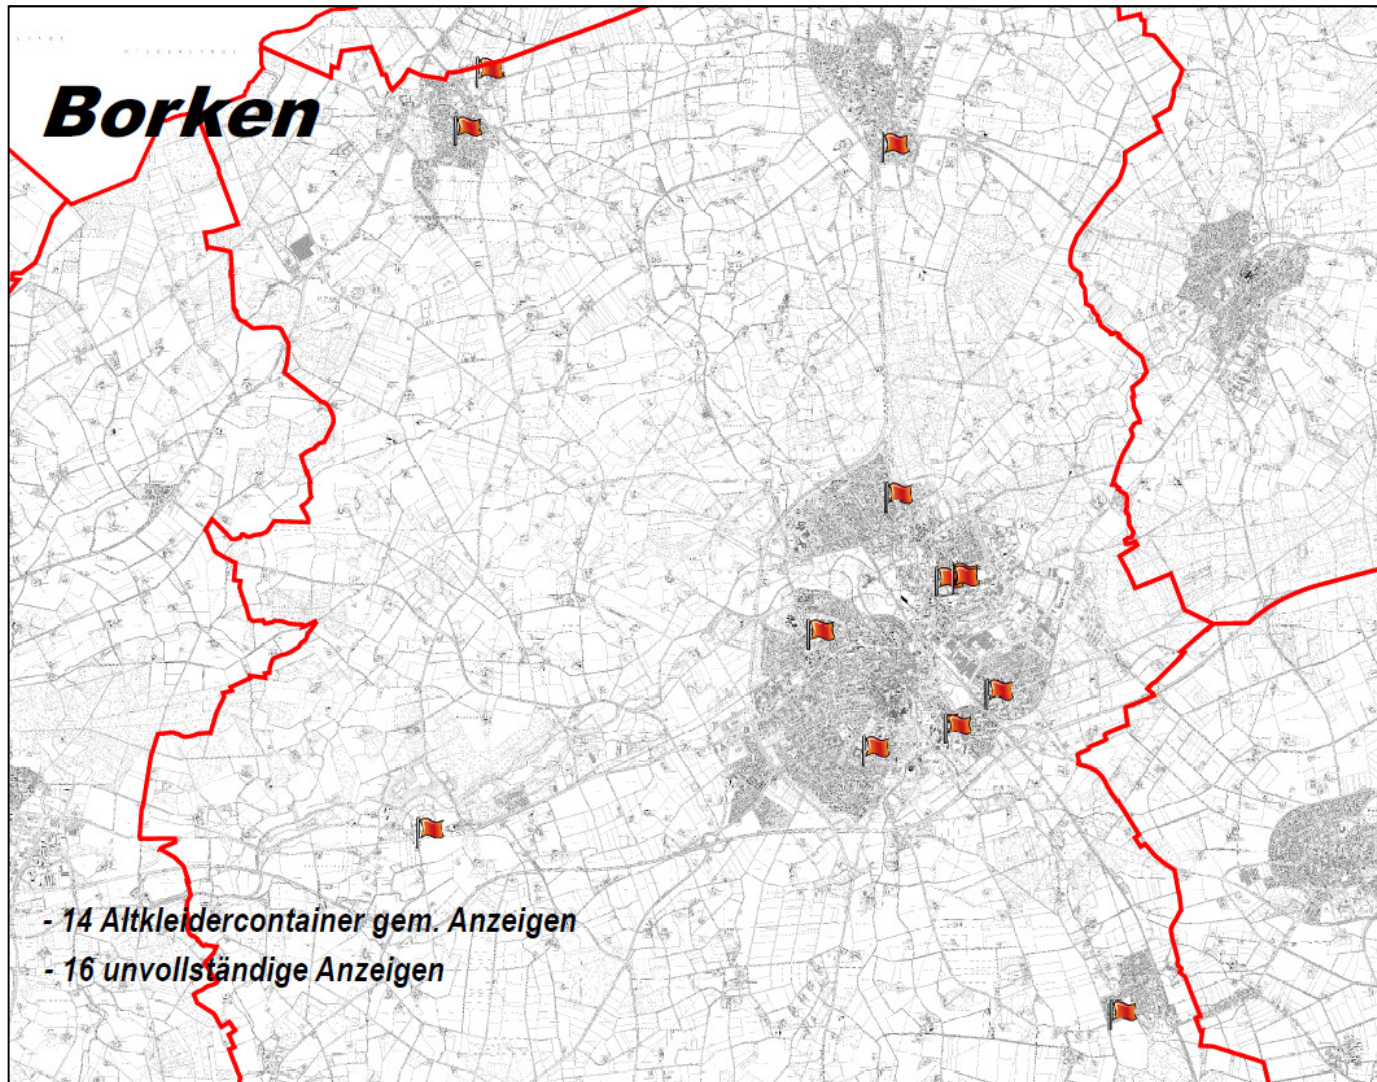 Borken
- 14 Altkleidercontainer gem. Anzeigen
- 16 unvollständige Anzeigen